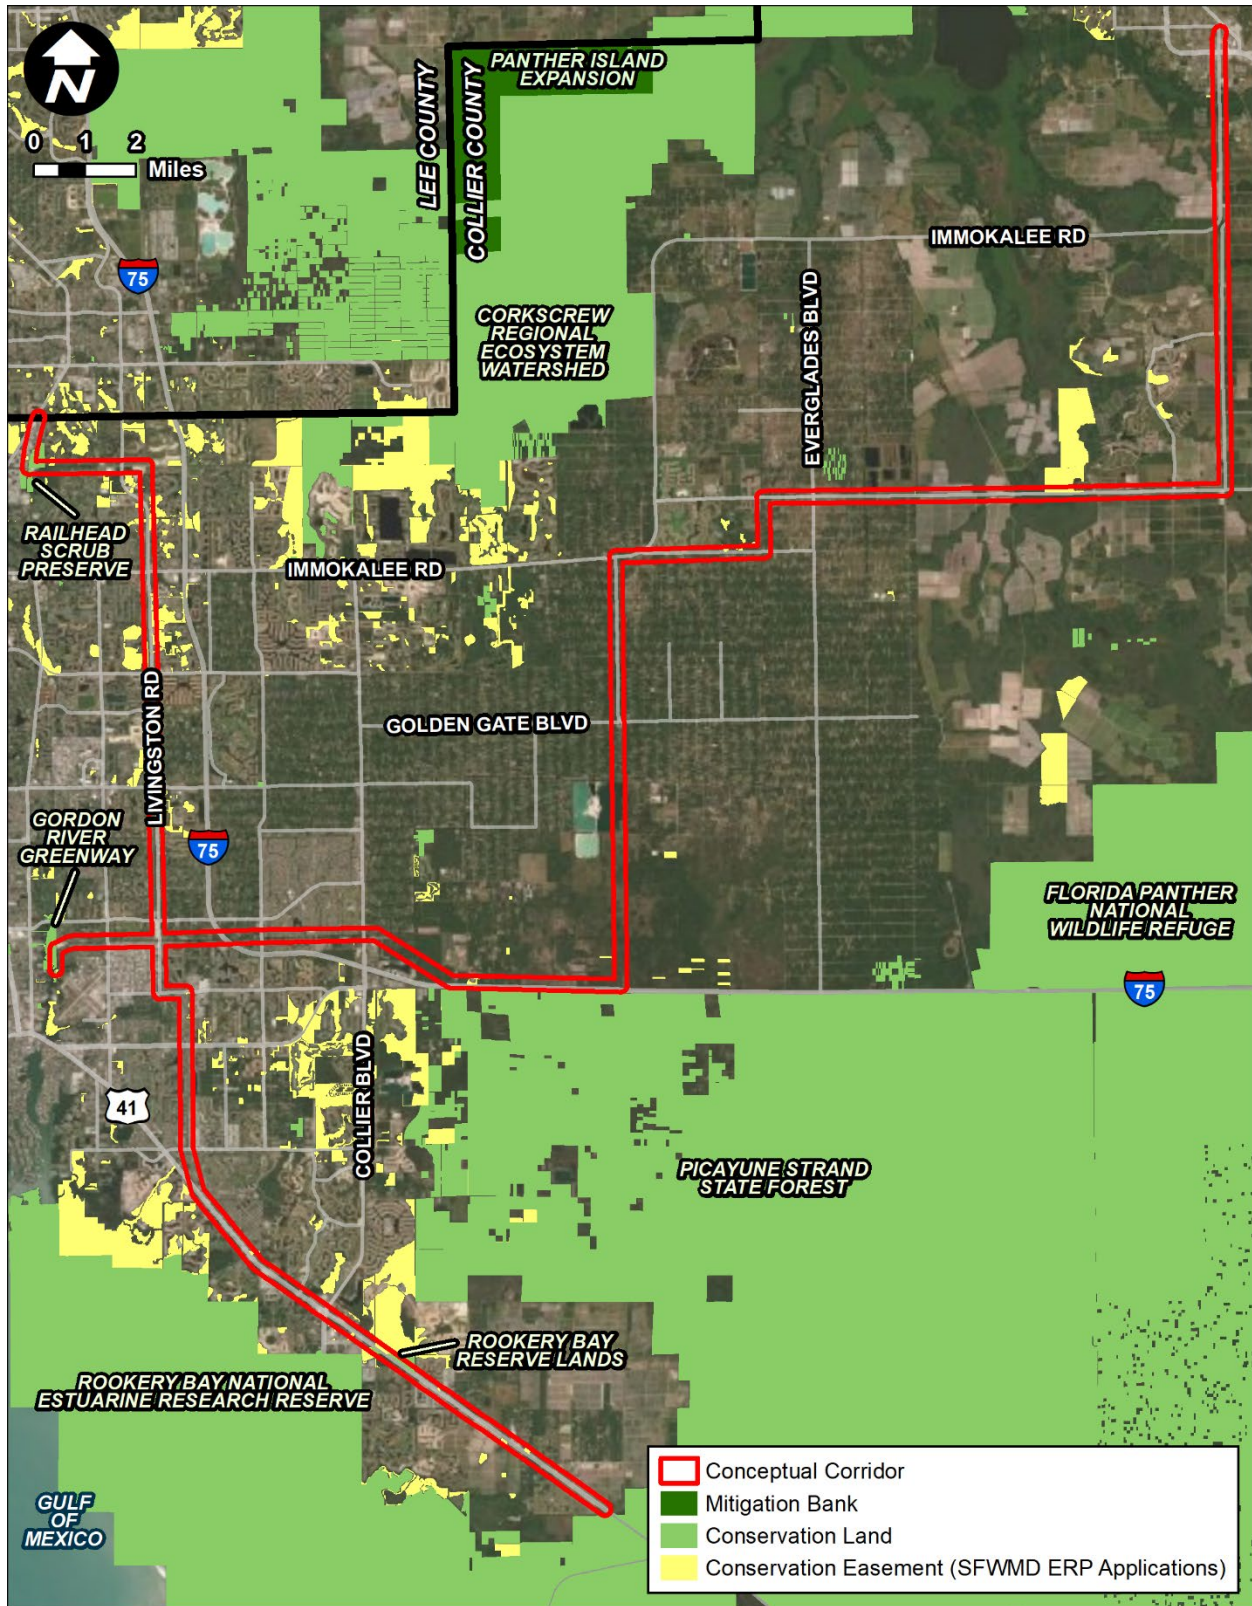 N
0 1 2
Miles
PANTHER ISLAND
EXPANSION
LEE COUNTY
COLLIER COUNTY
IMMOKALEE RD
75
EVERGLADES BLVD
CORKSCREW
REGIONAL
ECOSYSTEM
WATERSHED
RAILHEAD
SCRUB
PRESERVE
IMMOKALEE RD
LIVINGSTON RD
GOLDEN GATE BLVD
GORDON
RIVER
GREENWAY
75
FLORIDA PANTHER
NATIONAL
WILDLIFE REFUGE
75
COLLIER BLVD
41
PICAYUNE STRAND
STATE FOREST
ROOKERY BAY
RESERVE LANDS
ROOKERY BAY NATIONAL
ESTUARINE RESEARCH RESERVE
GULF
OF
MEXICO
Conceptual Corridor
Mitigation Bank
Conservation Land
Conservation Easement (SFWMD ERP Applications)